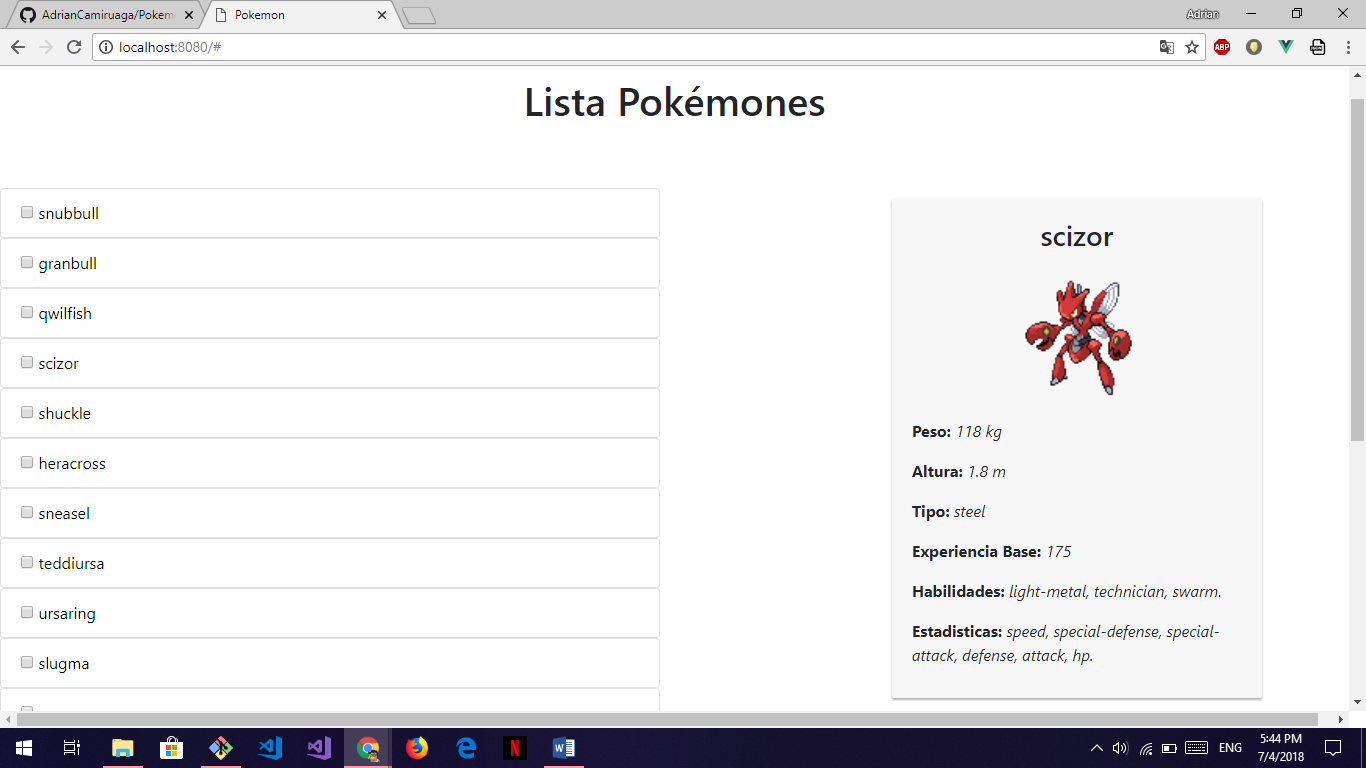 AdrianCamiruaga/Pokem
Pokemon
Adrian
localhost:8080/#
ABP
Lista Pokémones
snubbull
granbull
qwilfish
scizor
shuckle
heracross
sneasel
teddiursa
ursaring
slugma
scizor
Peso: 118 kg
Altura: 1.8 m
Tipo: steel
Experiencia Base: 175
Habilidades: light-metal, technician, swarm.
Estadisticas: speed, special-defense, special-
attack, defense, attack, hp.
N
ENG
5:44 PM
7/4/2018